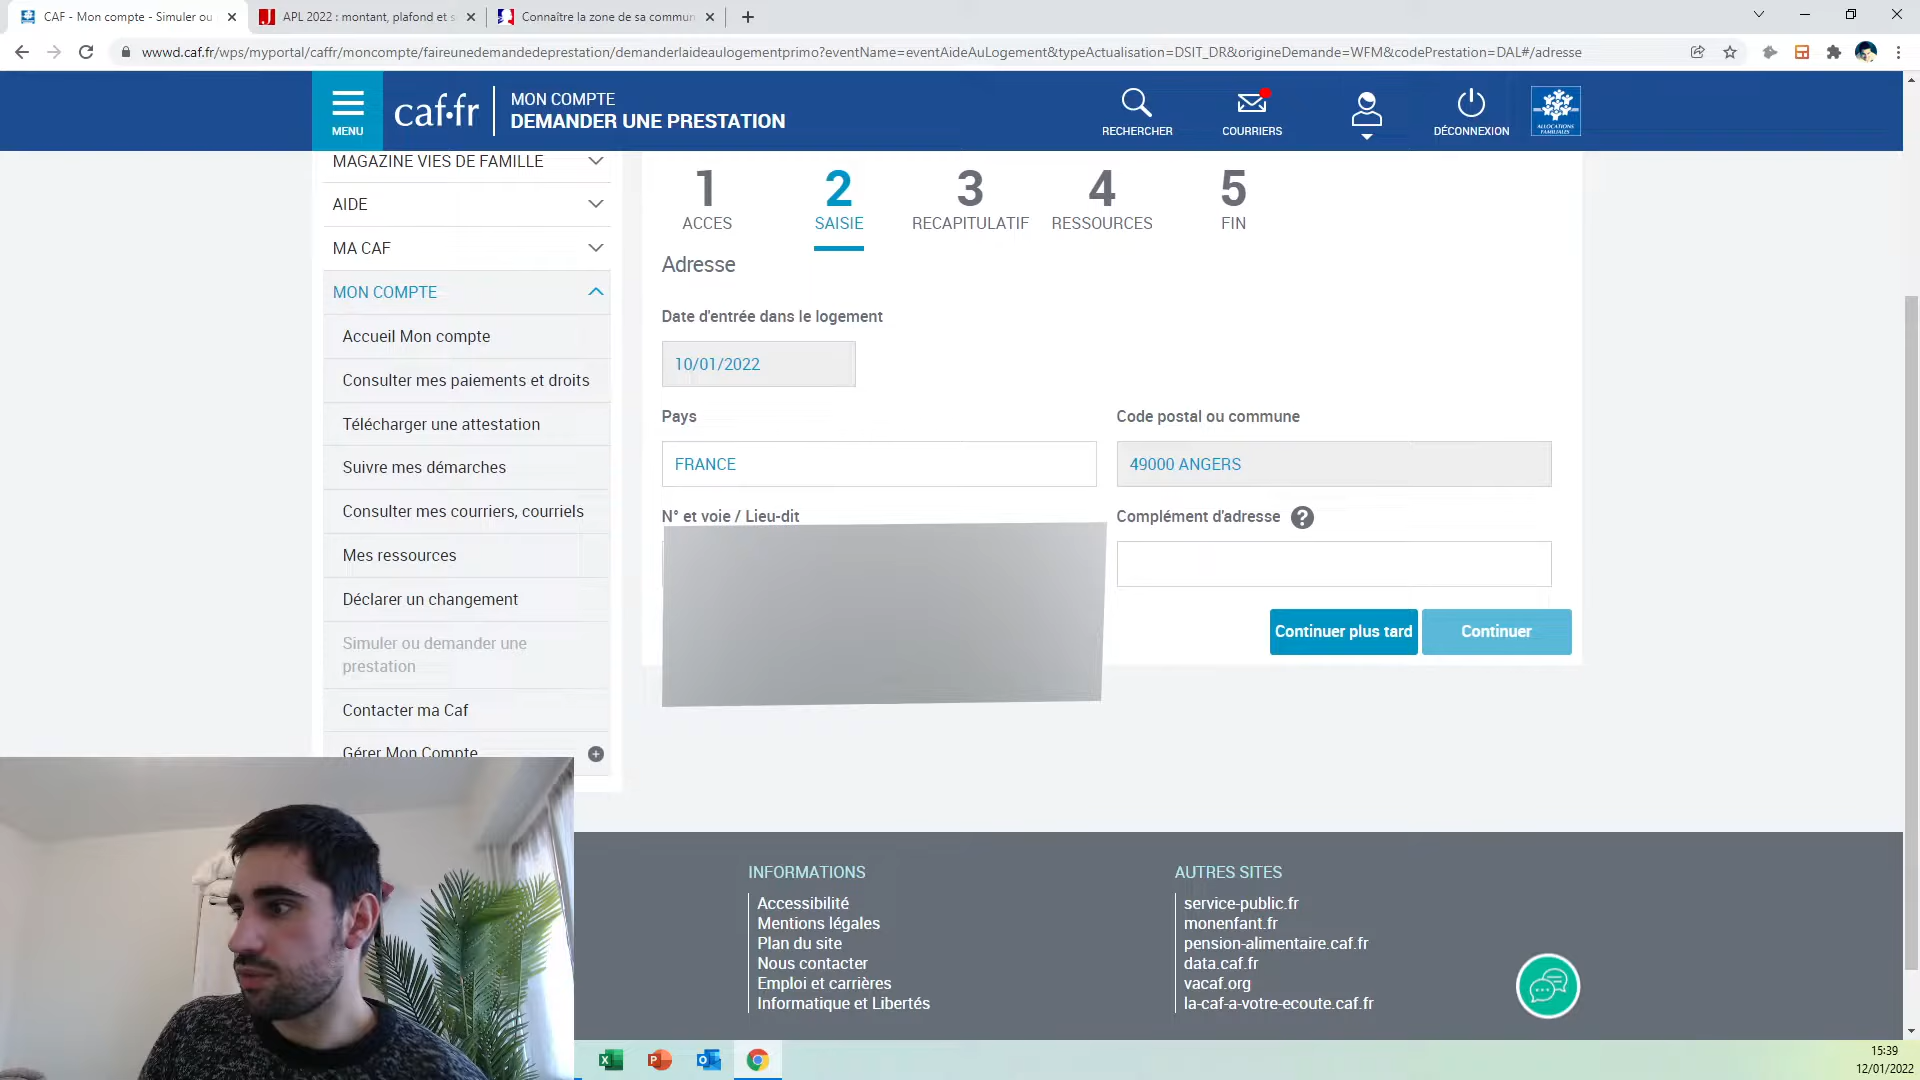 CAF - Mon compte - Simuler ou
APL 2022 : montant, plafond et s
Connaître la zone de sa commun
wwwd.caf.fr/wps/myportal/caffr/moncompte/faireunedemandedeprestation/demanderlaideaulogementprimo?eventName=eventAideAuLogement&typeActualisation=DSIT_DR&origineDemande=WFM&codePrestation=DAL#/adresse
MENU
caf.fr
MON COMPTE
DEMANDER UNE PRESTATION
RECHERCHER
COURRIERS
DÉCONNEXION
ALLOCATIONS
FAMILIALES
MAGAZINE VIES DE FAMILLE
AIDE
MA CAF
MON COMPTE
Accueil Mon compte
Consulter mes paiements et droits
Télécharger une attestation
Suivre mes démarches
Consulter mes courriers, courriels
Mes ressources
Déclarer un changement
Simuler ou demander une
prestation
Contacter ma Caf
Gérer Mon Compte
1 2 3 4 5
ACCES SAISIE RECAPITULATIF RESSOURCES FIN
Adresse
Date d'entrée dans le logement
10/01/2022
Pays
Code postal ou commune
FRANCE
49000 ANGERS
N° et voie / Lieu-dit
Complément d'adresse ?
Continuer plus tard
Continuer
INFORMATIONS
Accessibilité
Mentions légales
Plan du site
Nous contacter
Emploi et carrières
Informatique et Libertés
AUTRES SITES
service-public.fr
monenfant.fr
pension-alimentaire.caf.fr
data.caf.fr
vacaf.org
la-caf-a-votre-ecoute.caf.fr
15:39
12/01/2022